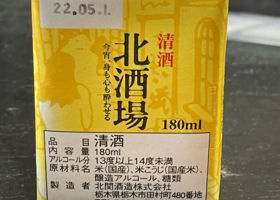 22.05.1
清酒
北酒場
今宵、身も心も酔わせる
180ml
品目 清酒
内容量 180ml
アルコール分 13度以上14度未満
原材料名 米(国産)、米こうじ(国産米)、
醸造アルコール、糖類
製造者 北関酒造株式会社
栃木県栃木市田村町480番地